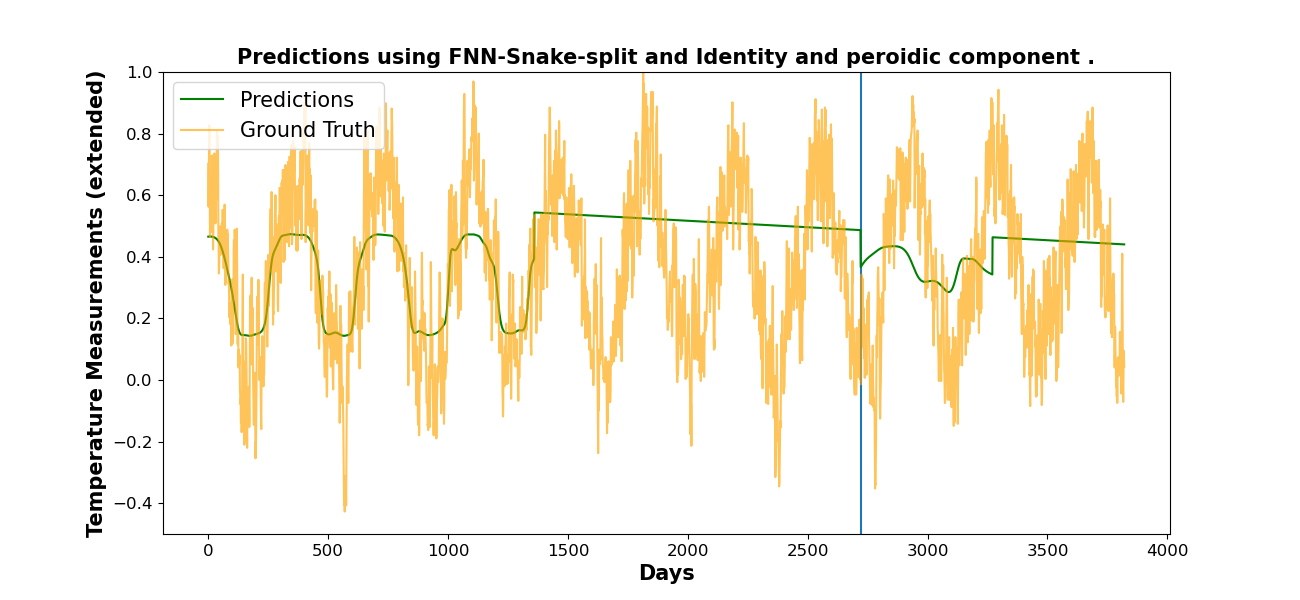 Predictions using FNN-Snake-split and Identity and peroidic component .
Temperature Measurements (extended)
1.0
0.8
0.6
0.4
0.2
0.0
−0.2
−0.4
Predictions
Ground Truth
0 500 1000 1500 2000 2500 3000 3500 4000
Days